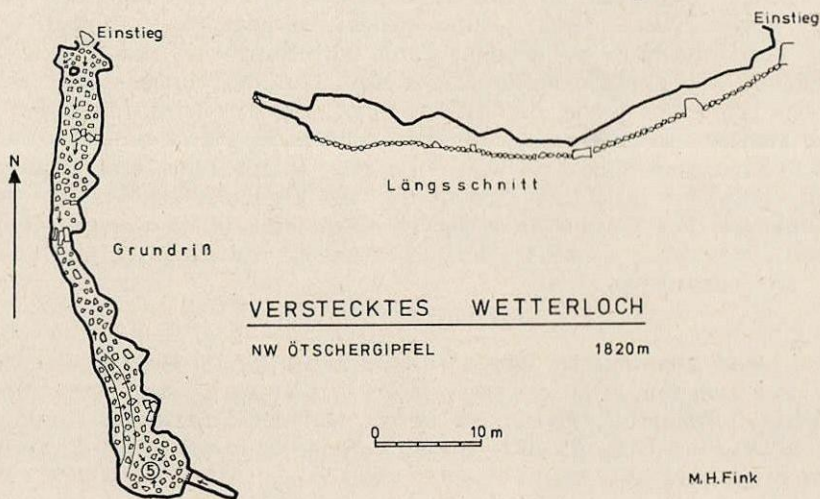 Einstieg
Einstieg
N
Längsschnitt
Grundriß
VERSTECKTES WETTERLOCH
NW ÖTSCHERGIPFEL 1820m
0 10 m
5
M.H.Fink